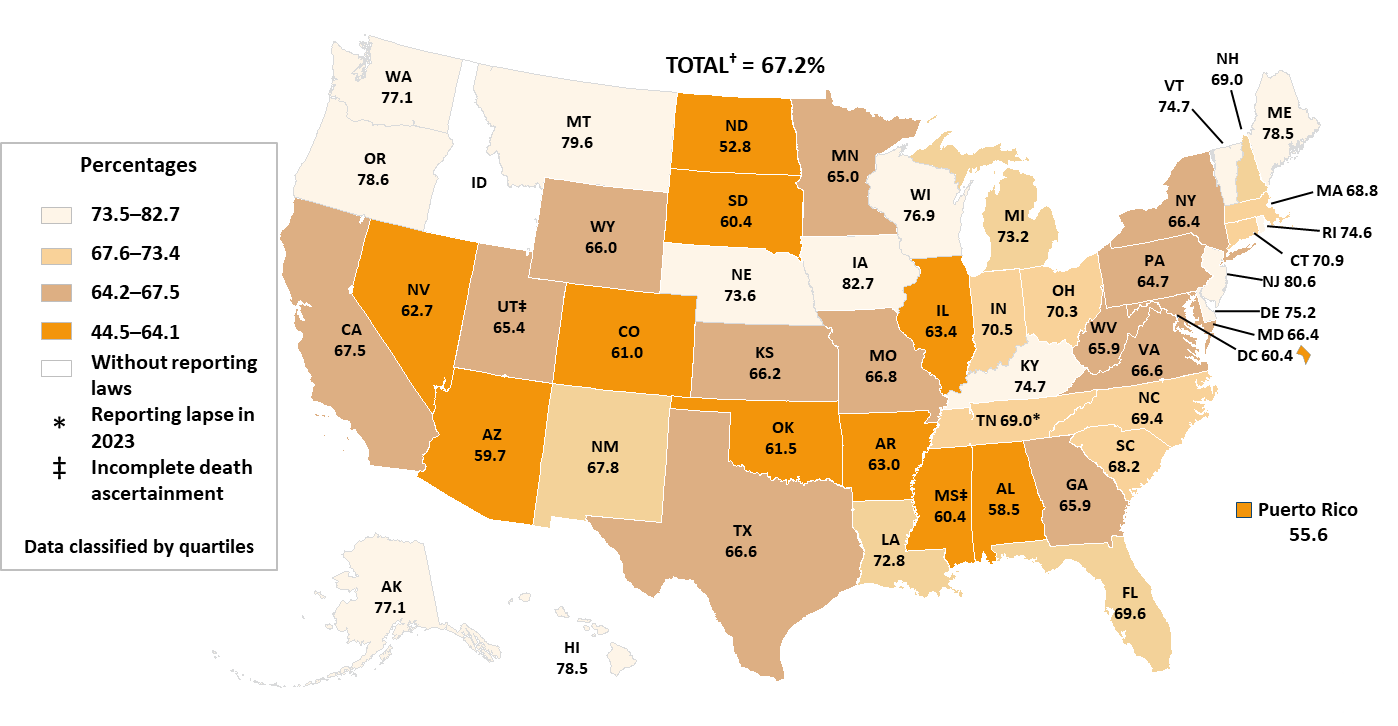 TOTAL† = 67.2%
Percentages
73.5–82.7
67.6–73.4
64.2–67.5
44.5–64.1
Without reporting
laws
* Reporting lapse in
2023
‡ Incomplete death
ascertainment
Data classified by quartiles
WA
77.1
OR
78.6
CA
67.5
ID
NV
62.7
MT
79.6
WY
66.0
UT‡
65.4
AZ
59.7
CO
61.0
NM
67.8
ND
52.8
SD
60.4
NE
73.6
KS
66.2
OK
61.5
TX
66.6
MN
65.0
IA
82.7
MO
66.8
AR
63.0
LA
72.8
WI
76.9
IL
63.4
MI
73.2
IN
70.5
OH
70.3
KY
74.7
TN 69.0*
MS‡
60.4
AL
58.5
GA
65.9
FL
69.6
SC
68.2
NC
69.4
VA
66.6
WV
65.9
PA
64.7
NY
66.4
VT
74.7
NH
69.0
ME
78.5
MA 68.8
RI 74.6
CT 70.9
NJ 80.6
DE 75.2
MD 66.4
DC 60.4
Puerto Rico
55.6
AK
77.1
HI
78.5